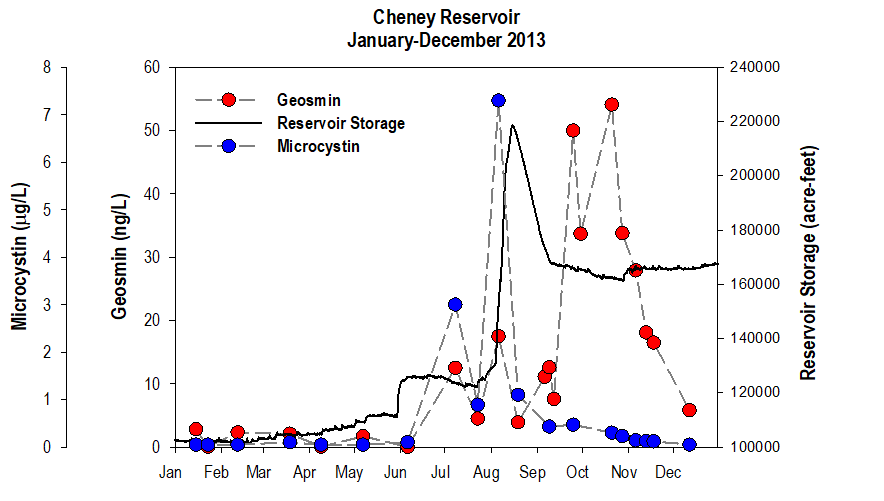 Cheney Reservoir
January-December 2013
Microcystin (µg/L)
8
7
6
5
4
3
2
1
0
Geosmin (ng/L)
60
50
40
30
20
10
0
Geosmin
Reservoir Storage
Microcystin
240000
220000
200000
180000
160000
140000
120000
100000
Reservoir Storage (acre-feet)
Jan Feb Mar Apr May Jun Jul Aug Sep Oct Nov Dec